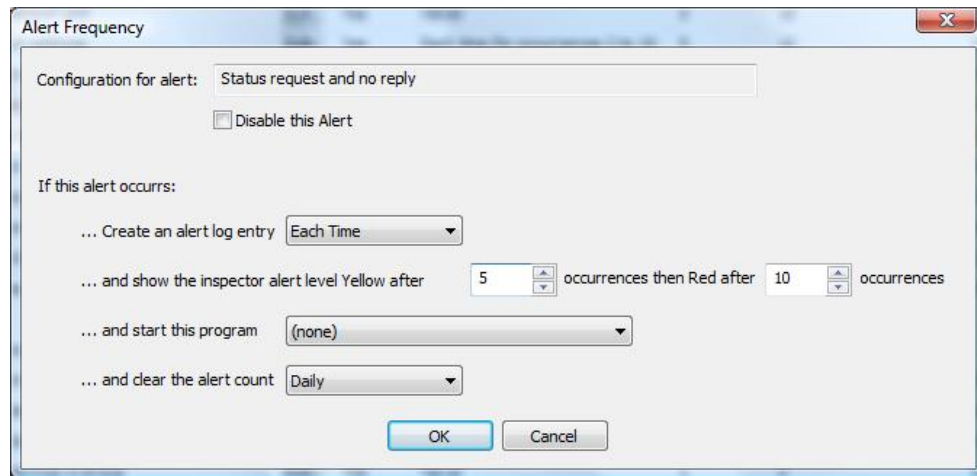 Alert Frequency
Configuration for alert: Status request and no reply
Disable this Alert
If this alert occurrs:
... Create an alert log entry Each Time
... and show the inspector alert level Yellow after 5 occurrences then Red after 10 occurrences
... and start this program (none)
... and clear the alert count Daily
OK Cancel